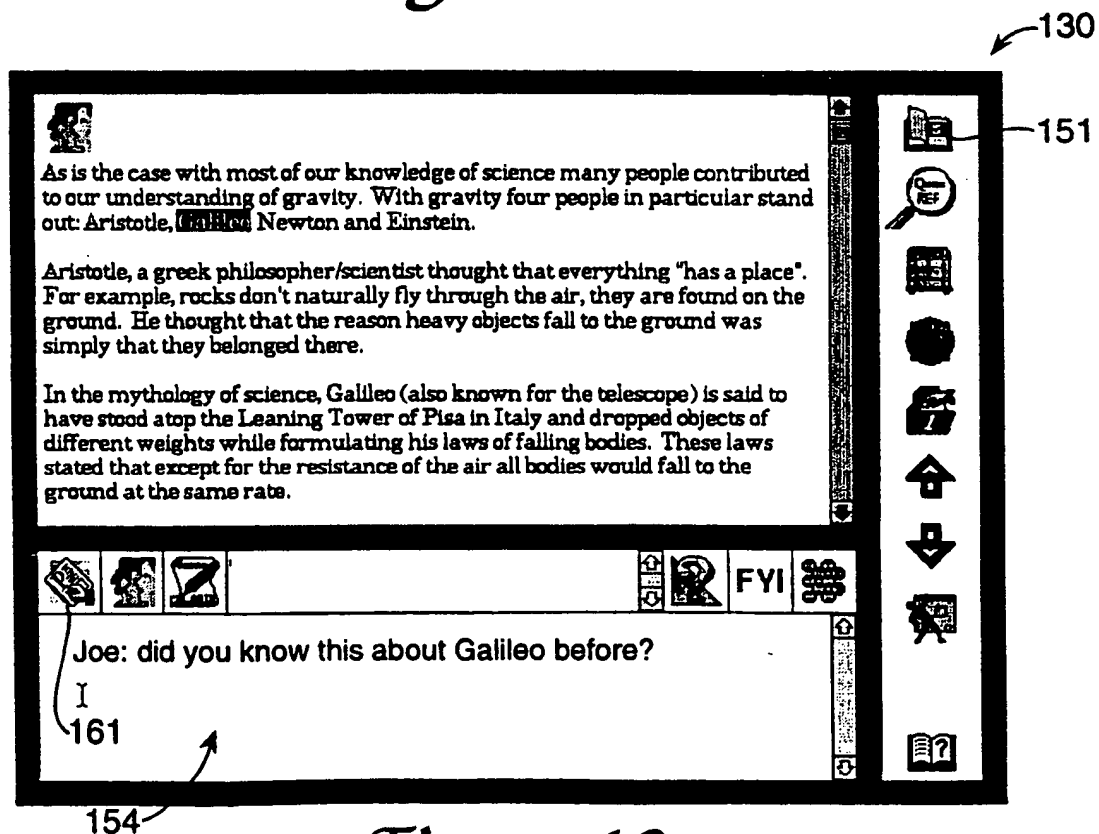 130
151
As is the case with most of our knowledge of science many people contributed
to our understanding of gravity. With gravity four people in particular stand
out: Aristotle, Galileo Newton and Einstein.
Aristotle, a greek philosopher/scientist thought that everything "has a place".
For example, rocks don't naturally fly through the air, they are found on the
ground. He thought that the reason heavy objects fall to the ground was
simply that they belonged there.
In the mythology of science, Galileo (also known for the telescope) is said to
have stood atop the Leaning Tower of Pisa in Italy and dropped objects of
different weights while formulating his laws of falling bodies. These laws
stated that except for the resistance of the air all bodies would fall to the
ground at the same rate.
REF
FYI
Joe: did you know this about Galileo before?
161
?
154